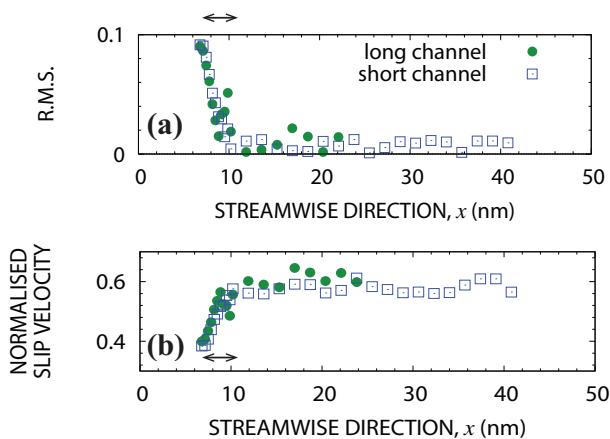 0.1
R.M.S.
0
(a)
long channel
short channel
0 10 20 30 40 50
STREAMWISE DIRECTION, x (nm)
NORMALISED
SLIP VELOCITY
0.6
0.4
(b)
0 10 20 30 40 50
STREAMWISE DIRECTION, x (nm)